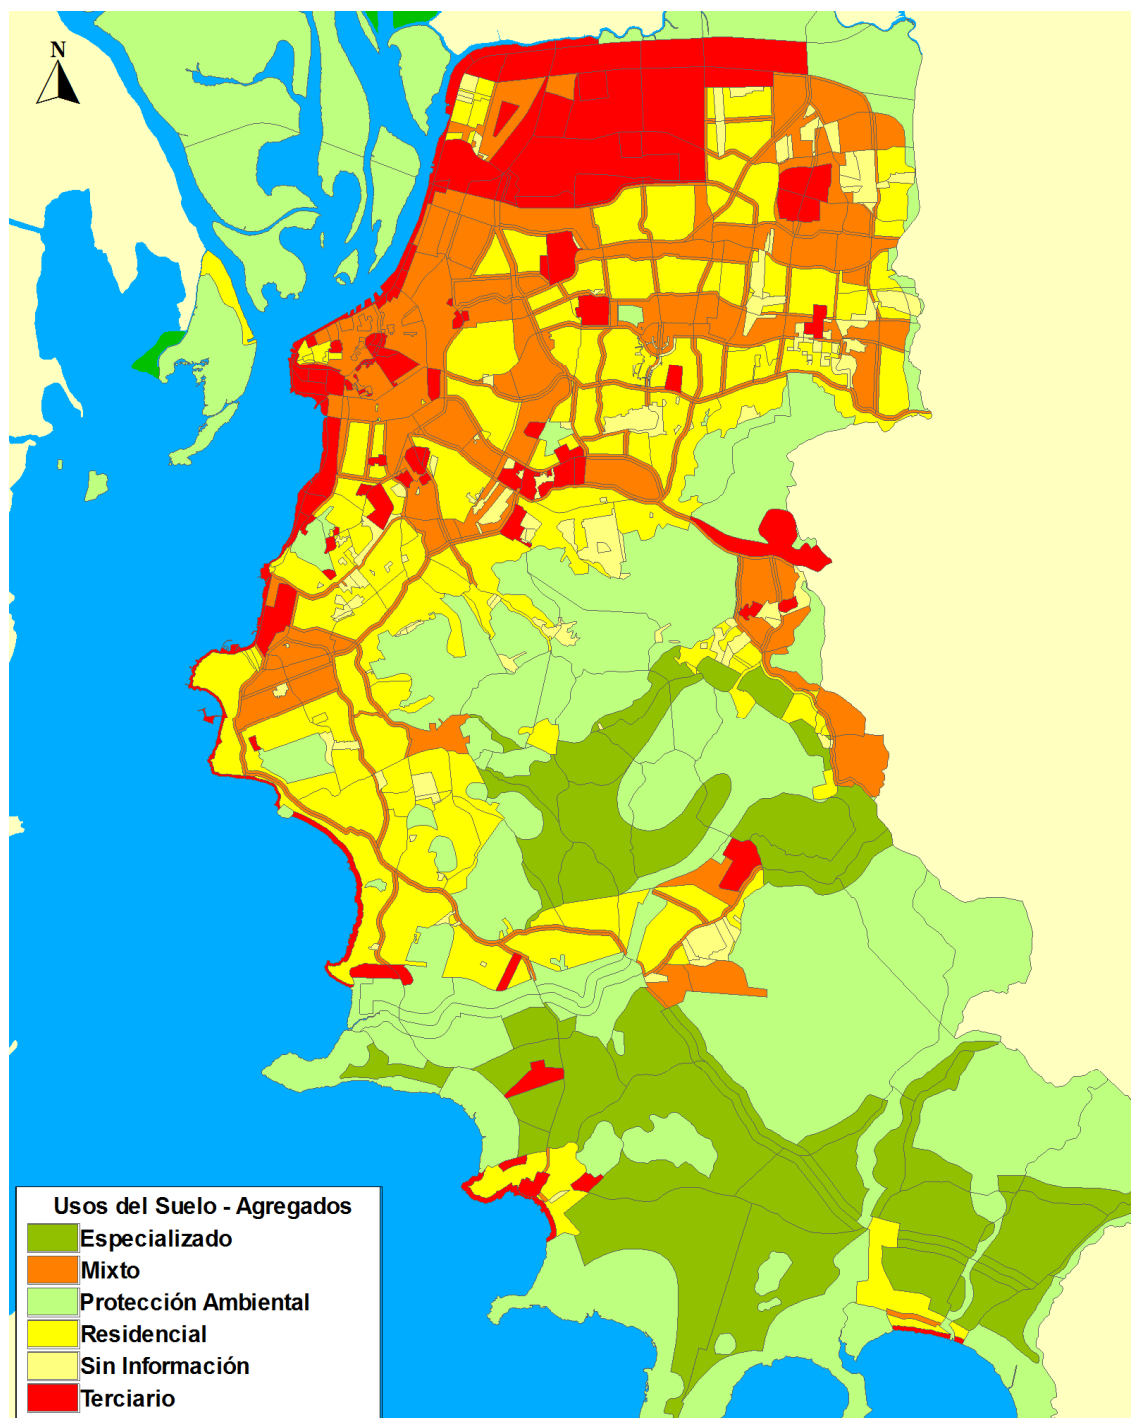 N
Usos del Suelo - Agregados
Especializado
Mixto
Protección Ambiental
Residencial
Sin Información
Terciario